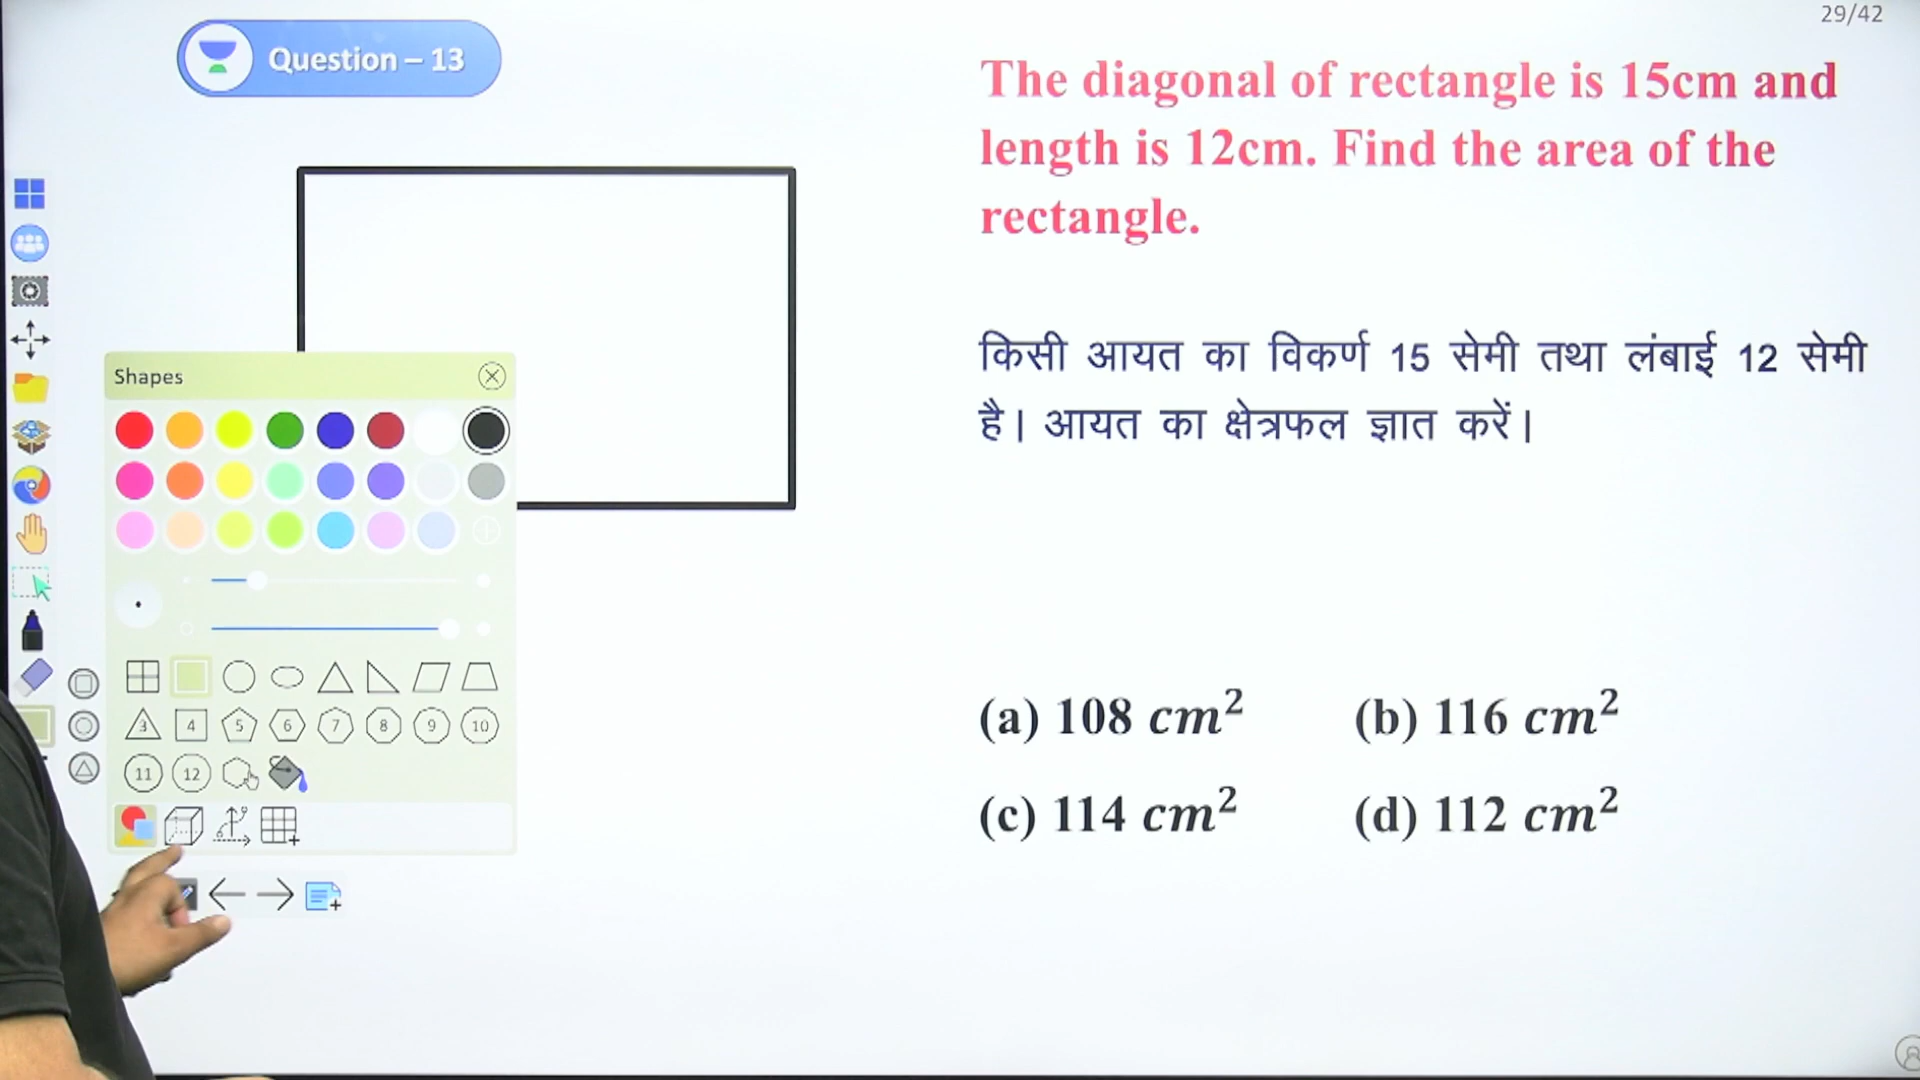 29/42
Question – 13
The diagonal of rectangle is 15cm and
length is 12cm. Find the area of the
rectangle.
किसी आयत का विकर्ण 15 सेमी तथा लंबाई 12 सेमी
है। आयत का क्षेत्रफल ज्ञात करें।
Shapes
3 4 5 6 7 8 9 10
11 12
(a) 108 cm² (b) 116 cm²
(c) 114 cm² (d) 112 cm²